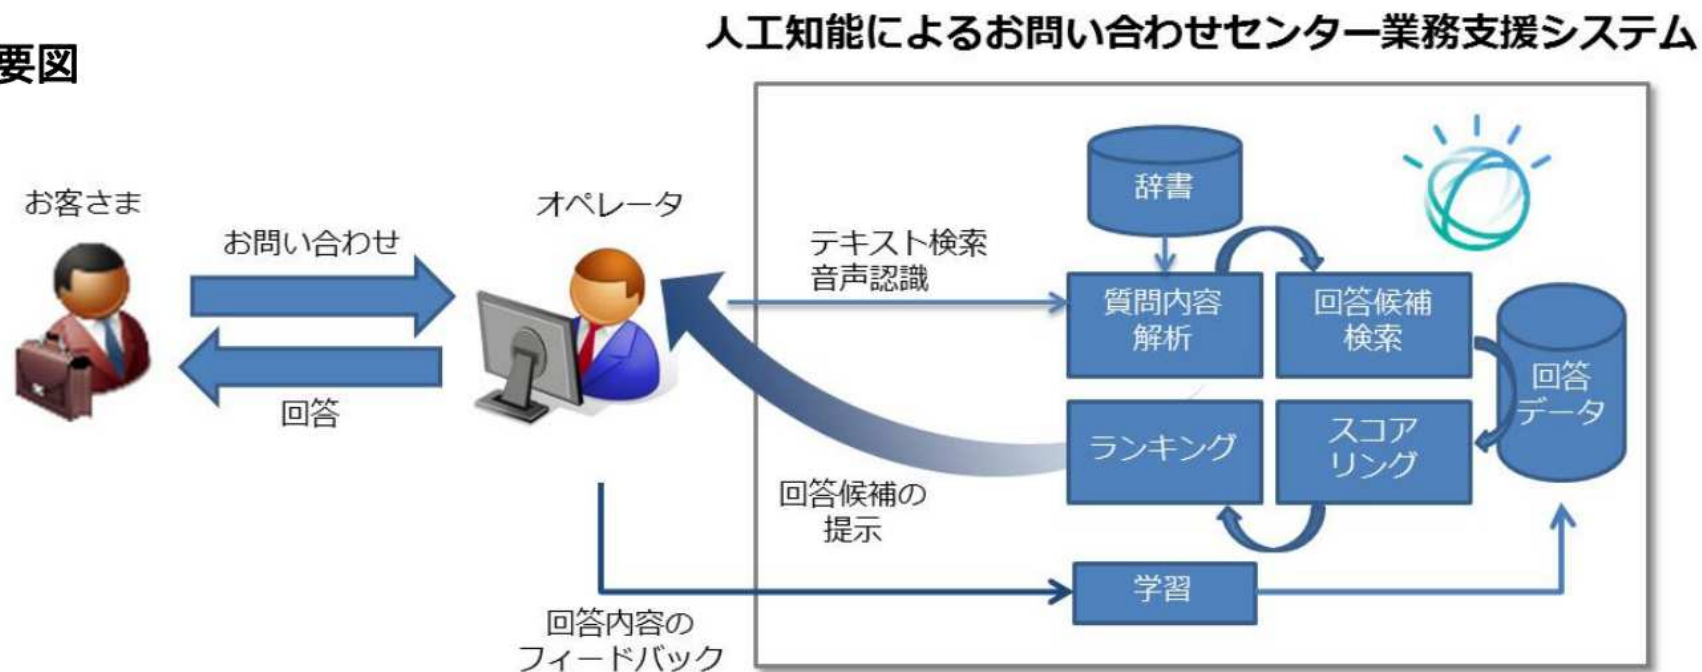 人工知能によるお問い合わせセンター業務支援システム
要図
お客さま
お問い合わせ
回答
オペレータ
テキスト検索
音声認識
辞書
質問内容
解析
回答候補
検索
回答
データ
ランキング
スコア
リング
回答候補の
提示
学習
回答内容の
フィードバック